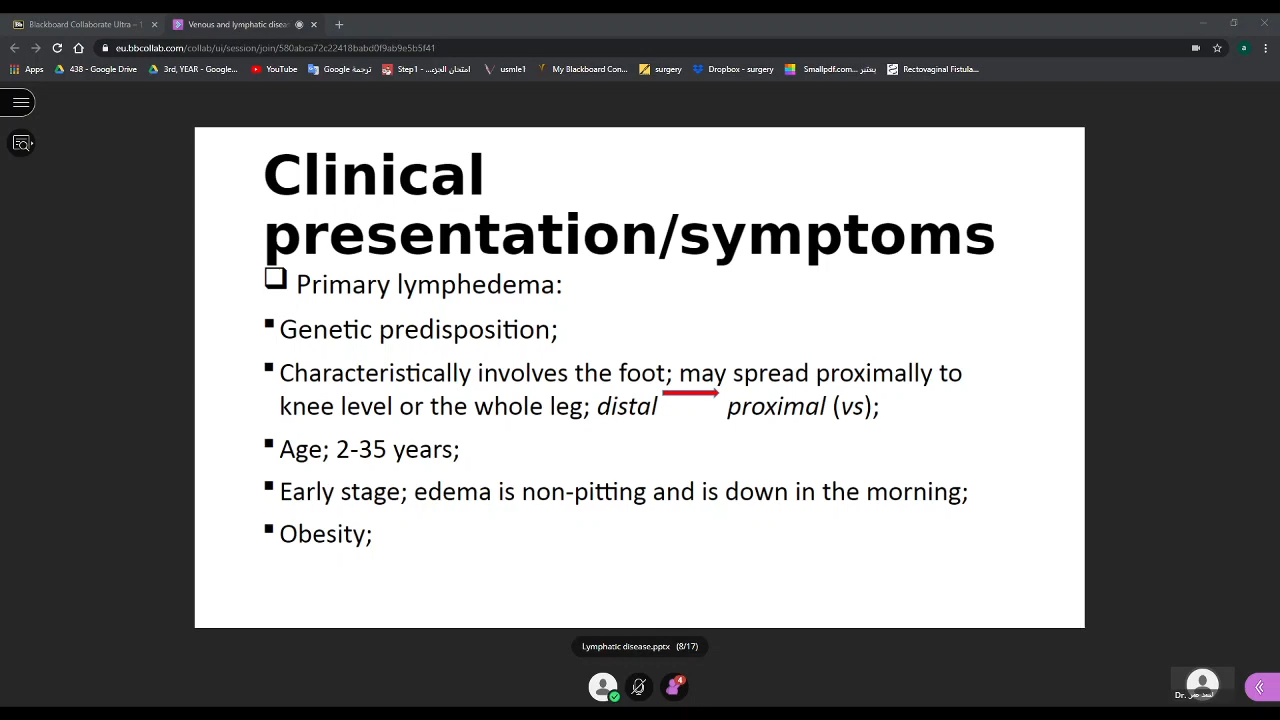 Blackboard Collaborate Ultra – 1
Venous and lymphatic diseas
eu.bbcollab.com/collab/ui/session/join/580abca72c22418babd0f9ab9e5b5f41
a
Apps
438 - Google Drive
3rd, YEAR - Google...
YouTube
ترجمة Google
Step1 - امتحان الجزء...
usmle1
My Blackboard Con...
surgery
Dropbox - surgery
Smallpdf.com... يعتبر
Rectovaginal Fistula...
Clinical
presentation/symptoms
Primary lymphedema:
Genetic predisposition;
Characteristically involves the foot; may spread proximally to
knee level or the whole leg; distal proximal (vs);
Age; 2-35 years;
Early stage; edema is non-pitting and is down in the morning;
Obesity;
Lymphatic disease.pptx (8/17)
4
Dr.